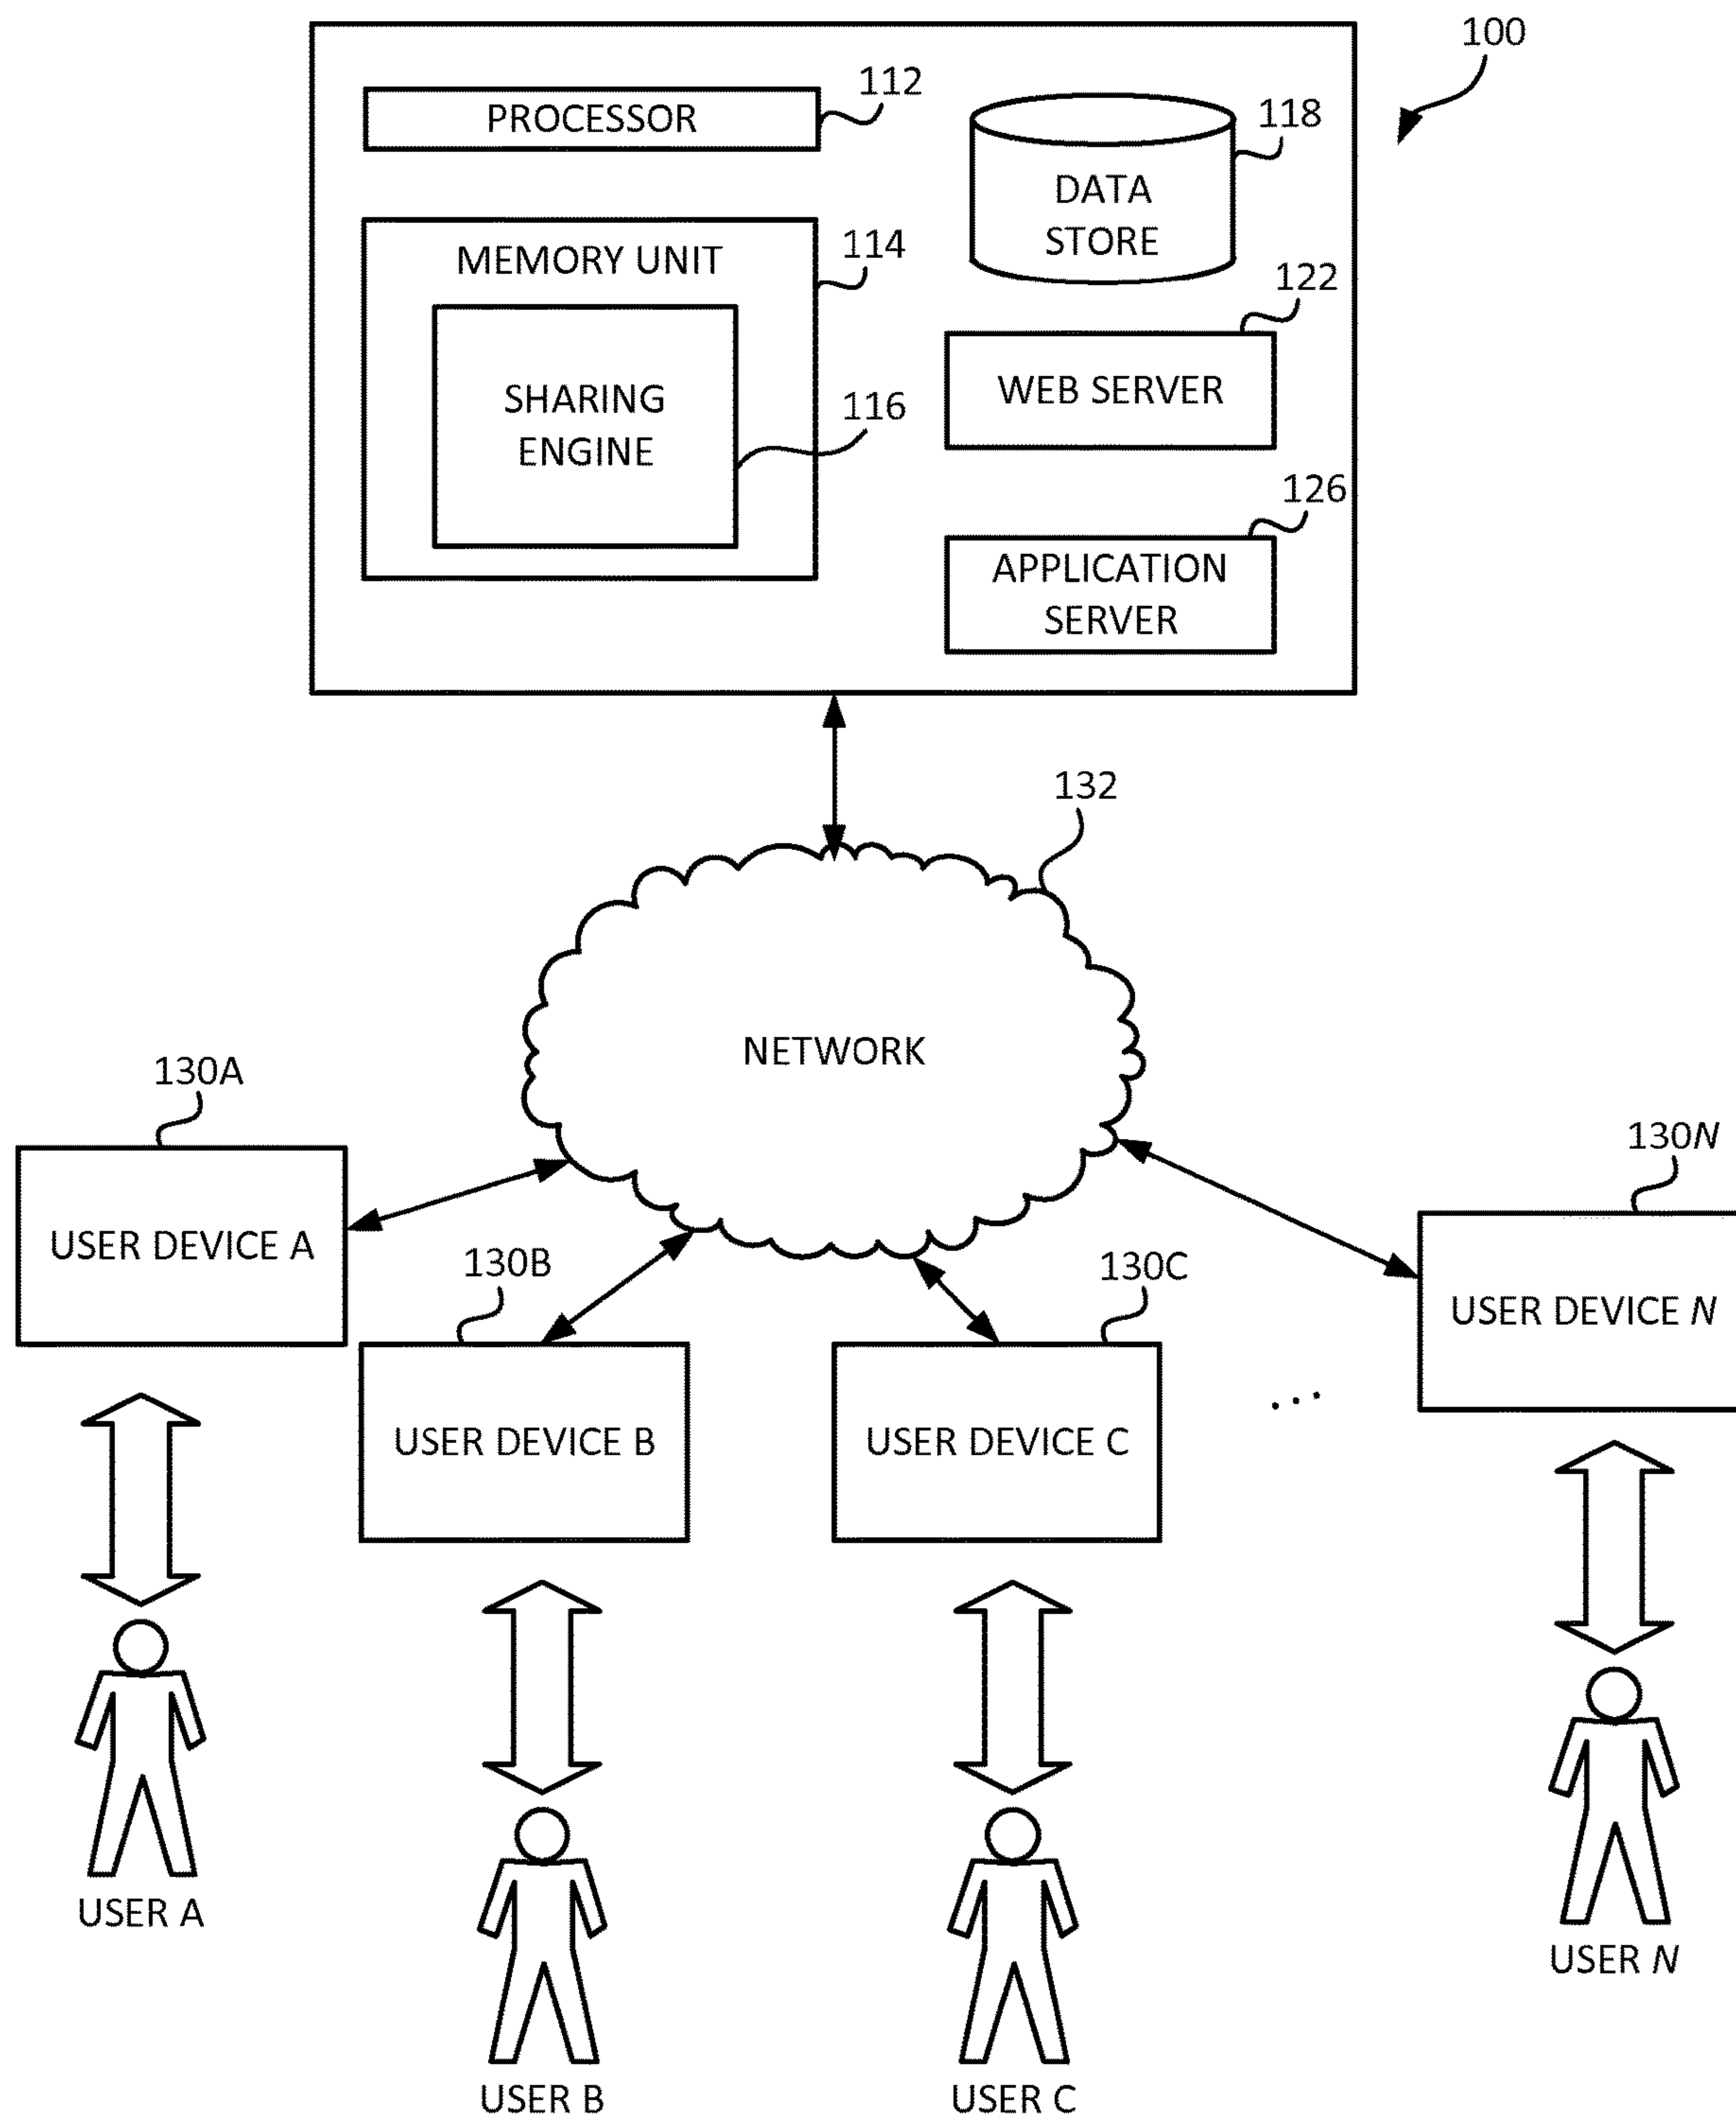 100
PROCESSOR
112
DATA
STORE
118
MEMORY UNIT
114
SHARING
ENGINE
116
WEB SERVER
122
APPLICATION
SERVER
126
132
NETWORK
130A
USER DEVICE A
130B
USER DEVICE B
130C
USER DEVICE C
...
130N
USER DEVICE N
USER A
USER B
USER C
USER N